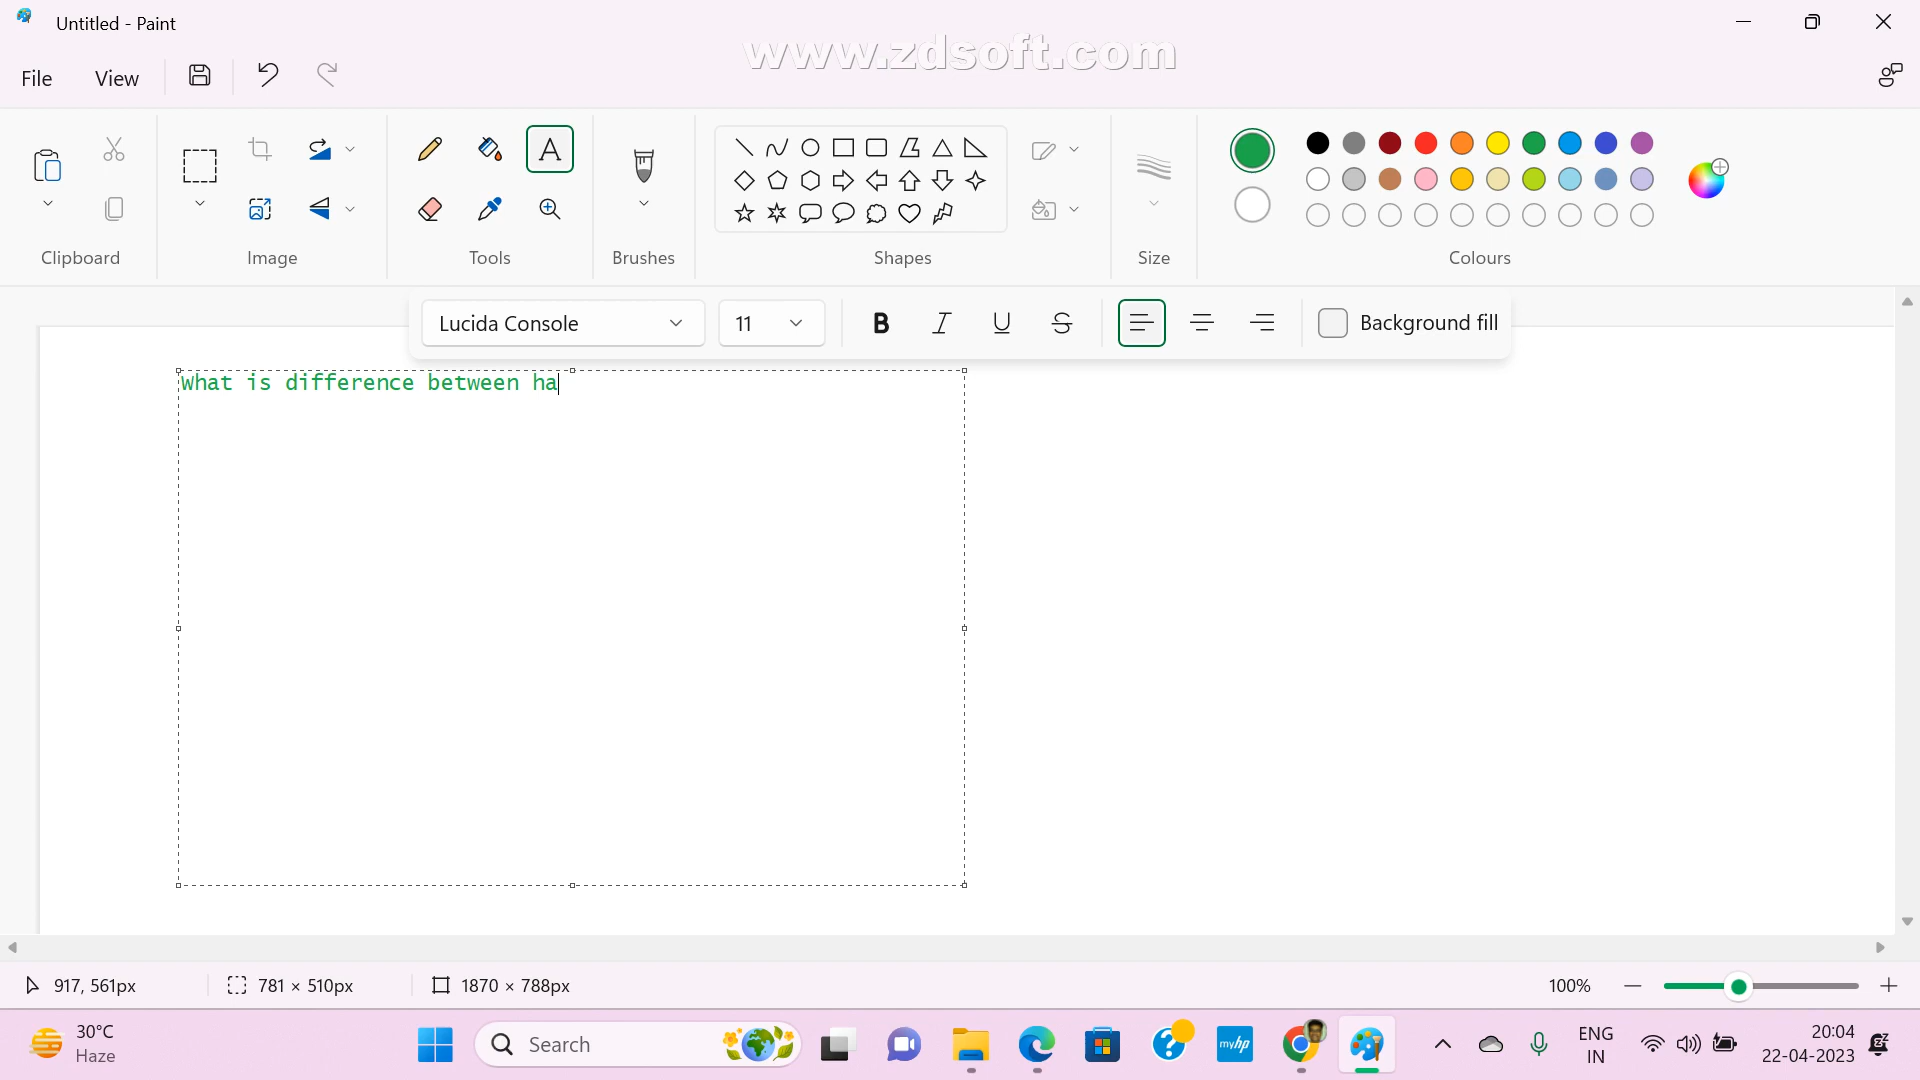 Untitled - Paint
www.zdsoft.com
File View
Clipboard Image Tools Brushes Shapes Size Colours
Lucida Console 11 B I U S Background fill
What is difference between ha
917, 561px 781 × 510px 1870 × 788px 100%
30°C
Haze
Search
myhp
ENG
IN
20:04
22-04-2023